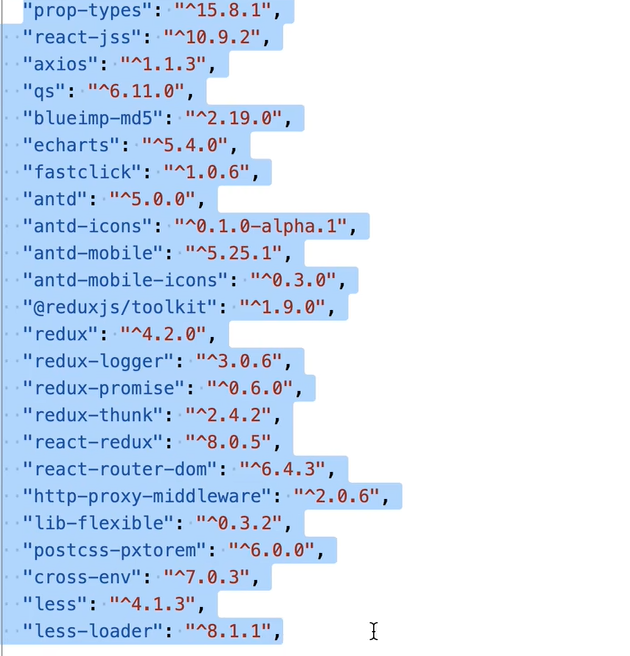 "prop-types": "^15.8.1",
"react-jss": "^10.9.2",
"axios": "^1.1.3",
"qs": "^6.11.0",
"blueimp-md5": "^2.19.0",
"echarts": "^5.4.0",
"fastclick": "^1.0.6",
"antd": "^5.0.0",
"antd-icons": "^0.1.0-alpha.1",
"antd-mobile": "^5.25.1",
"antd-mobile-icons": "^0.3.0",
"@reduxjs/toolkit": "^1.9.0",
"redux": "^4.2.0",
"redux-logger": "^3.0.6",
"redux-promise": "^0.6.0",
"redux-thunk": "^2.4.2",
"react-redux": "^8.0.5",
"react-router-dom": "^6.4.3",
"http-proxy-middleware": "^2.0.6",
"lib-flexible": "^0.3.2",
"postcss-pxtorem": "^6.0.0",
"cross-env": "^7.0.3",
"less": "^4.1.3",
"less-loader": "^8.1.1",